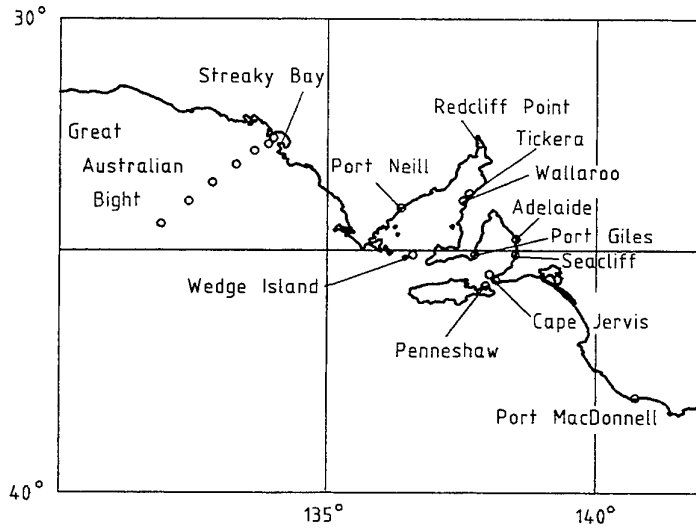 30°
Streaky Bay
Redcliff Point
Great
Tickera
Australian
Port Neill
Wallaroo
Bight
Adelaide
Port Giles
Seacliff
Wedge Island
Cape Jervis
Penneshaw
Port MacDonnell
40°
135°
140°